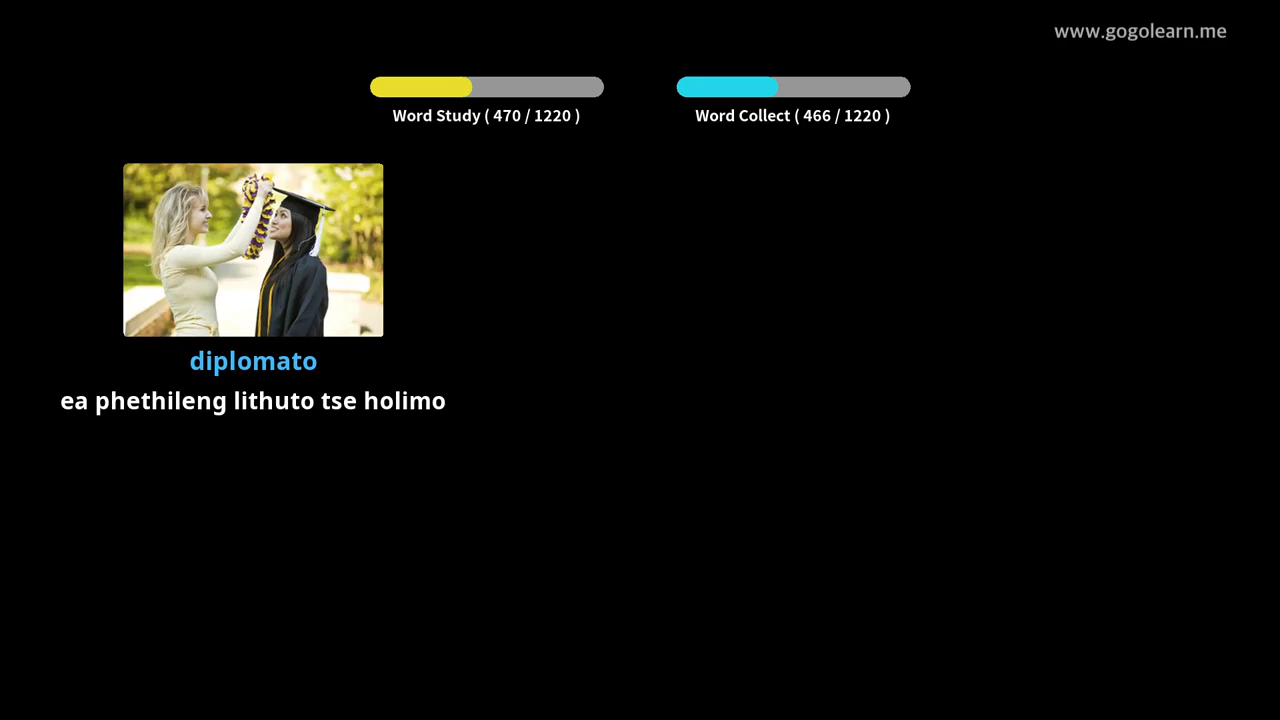 www.gogolearn.me
Word Study ( 470 / 1220 )
Word Collect ( 466 / 1220 )
diplomato
ea phethileng lithuto tse holimo